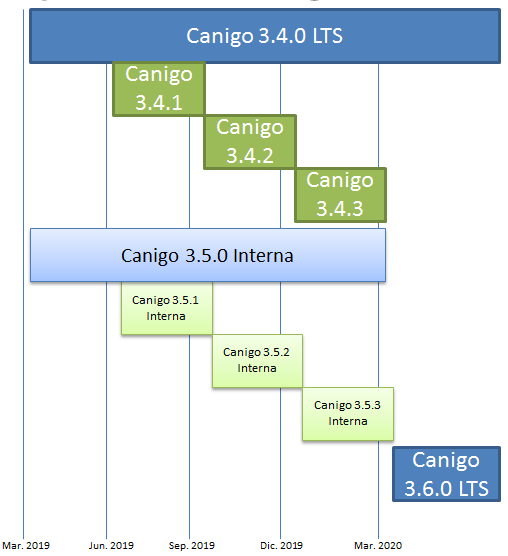 Canigo 3.4.0 LTS
Canigo
3.4.1
Canigo
3.4.2
Canigo
3.4.3
Canigo 3.5.0 Interna
Canigo 3.5.1
Interna
Canigo 3.5.2
Interna
Canigo 3.5.3
Interna
Canigo
3.6.0 LTS
Mar. 2019 Jun. 2019 Sep. 2019 Dic. 2019 Mar. 2020